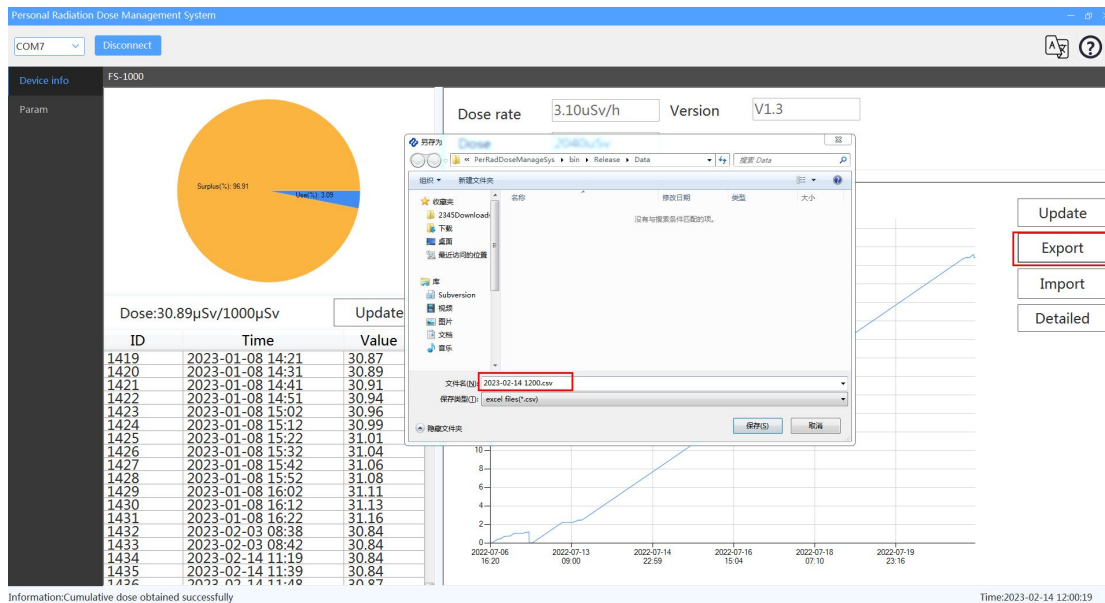 Personal Radiation Dose Management System
COM7
Disconnect
Device info
FS-1000
Param
Surplus(%): 96.91
Use(%): 3.09
Dose rate
3.10uSv/h
Version
V1.3
另存为
Dose
2040uSv
« PerRadDoseManageSys ▸ bin ▸ Release ▸ Data
搜索 Data
组织
新建文件夹
收藏夹
2345Downloads
下载
桌面
最近访问的位置
库
Subversion
视频
图片
文档
音乐
名称
修改日期
类型
大小
没有与搜索条件匹配的项。
文件名(N):
2023-02-14 1200.csv
保存类型(T):
excel files(*.csv)
隐藏文件夹
保存(S)
取消
Update
Export
Import
Detailed
Dose:30.89μSv/1000μSv
Update
ID Time Value
1419 2023-01-08 14:21 30.87
1420 2023-01-08 14:31 30.89
1421 2023-01-08 14:41 30.91
1422 2023-01-08 14:51 30.94
1423 2023-01-08 15:02 30.96
1424 2023-01-08 15:12 30.99
1425 2023-01-08 15:22 31.01
1426 2023-01-08 15:32 31.04
1427 2023-01-08 15:42 31.06
1428 2023-01-08 15:52 31.08
1429 2023-01-08 16:02 31.11
1430 2023-01-08 16:12 31.13
1431 2023-01-08 16:22 31.16
1432 2023-02-03 08:38 30.84
1433 2023-02-03 08:42 30.84
1434 2023-02-14 11:19 30.84
1435 2023-02-14 11:39 30.84
1436 2023-02-14 11:48 30.87
10
8
6
4
2
0
2022-07-06 16:20
2022-07-13 09:00
2022-07-14 22:59
2022-07-16 15:04
2022-07-18 07:10
2022-07-19 23:16
Information:Cumulative dose obtained successfully
Time:2023-02-14 12:00:19